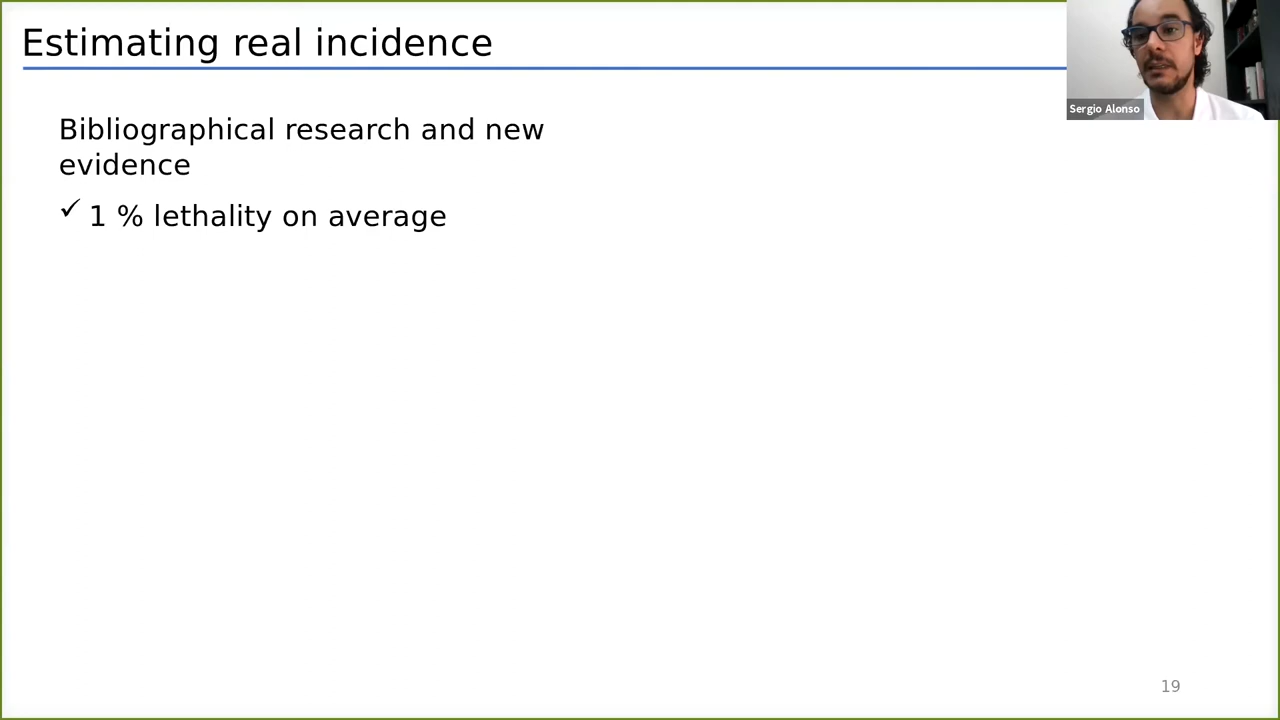 Estimating real incidence
Sergio Alonso
Bibliographical research and new
evidence
✓ 1 % lethality on average
19